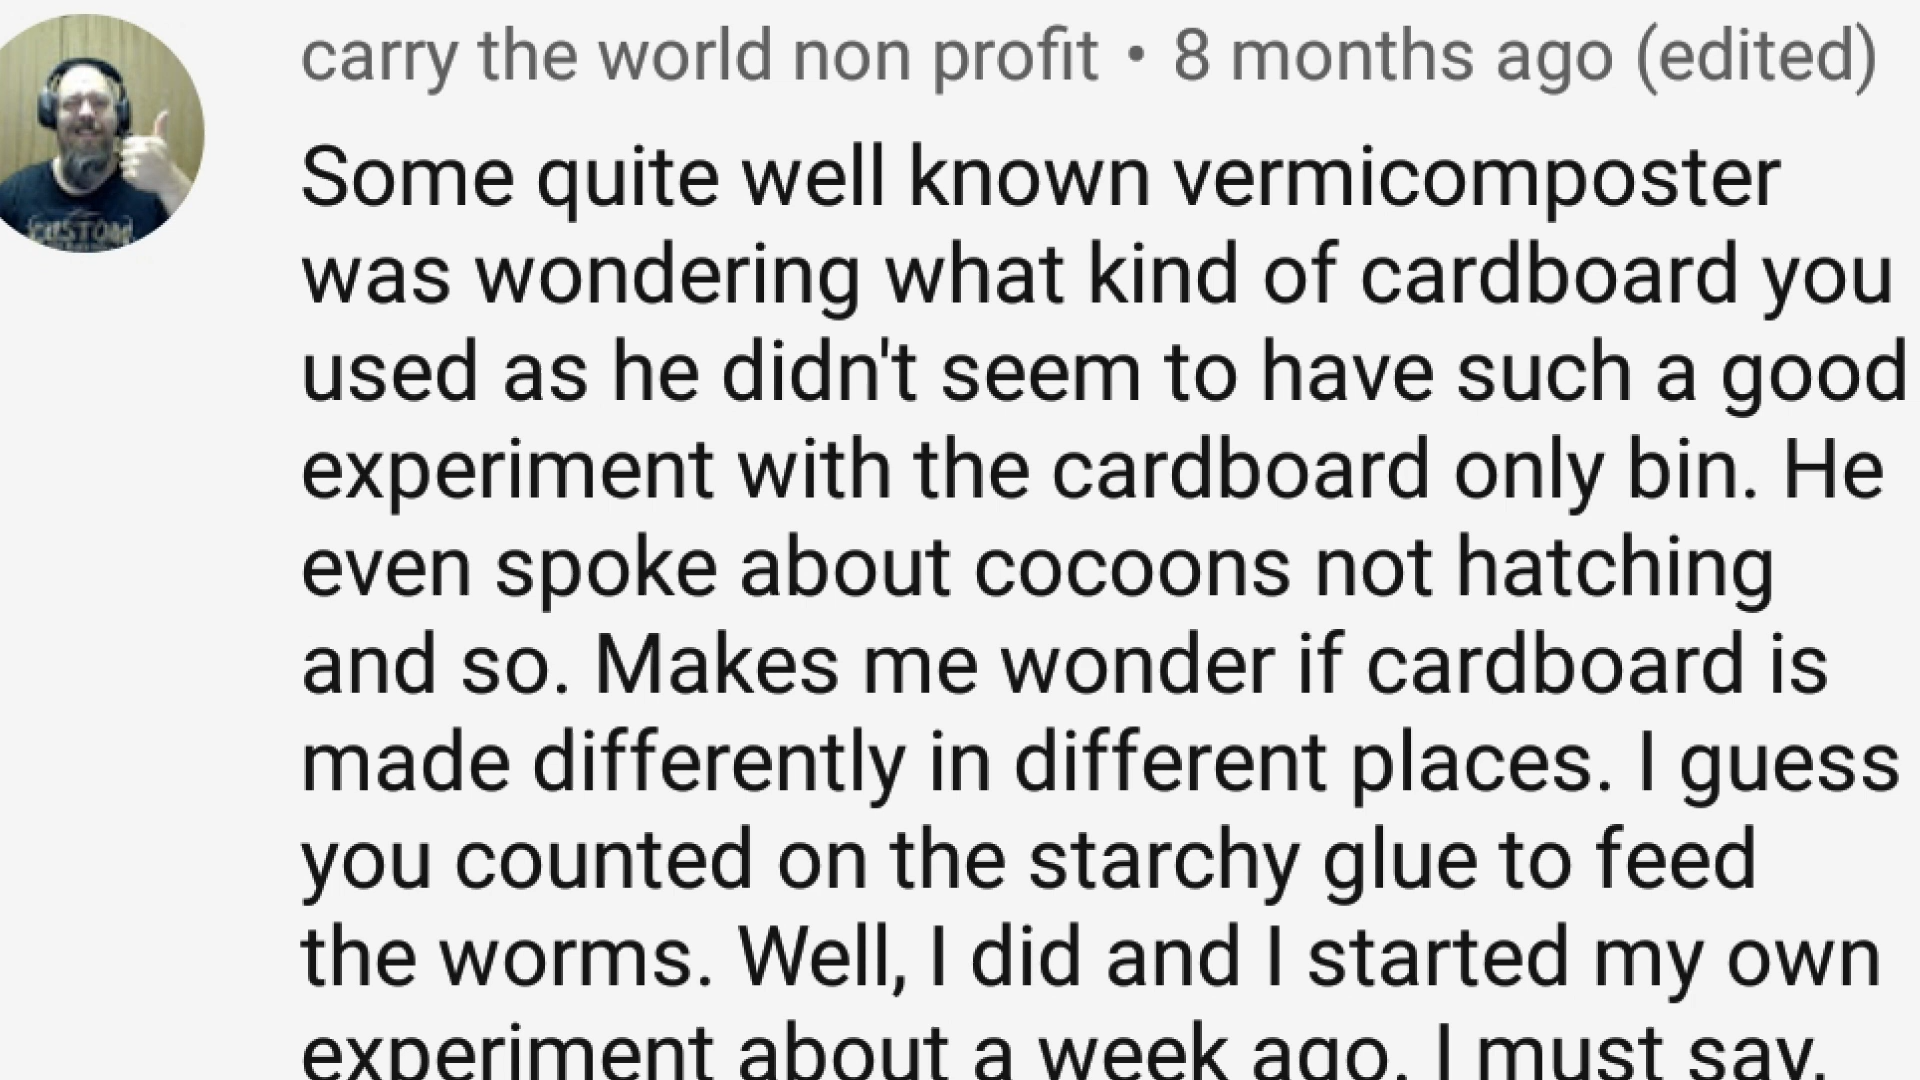 carry the world non profit • 8 months ago (edited)
Some quite well known vermicomposter
was wondering what kind of cardboard you
used as he didn't seem to have such a good
experiment with the cardboard only bin. He
even spoke about cocoons not hatching
and so. Makes me wonder if cardboard is
made differently in different places. I guess
you counted on the starchy glue to feed
the worms. Well, I did and I started my own
experiment about a week ago. I must say,
CUSTOM